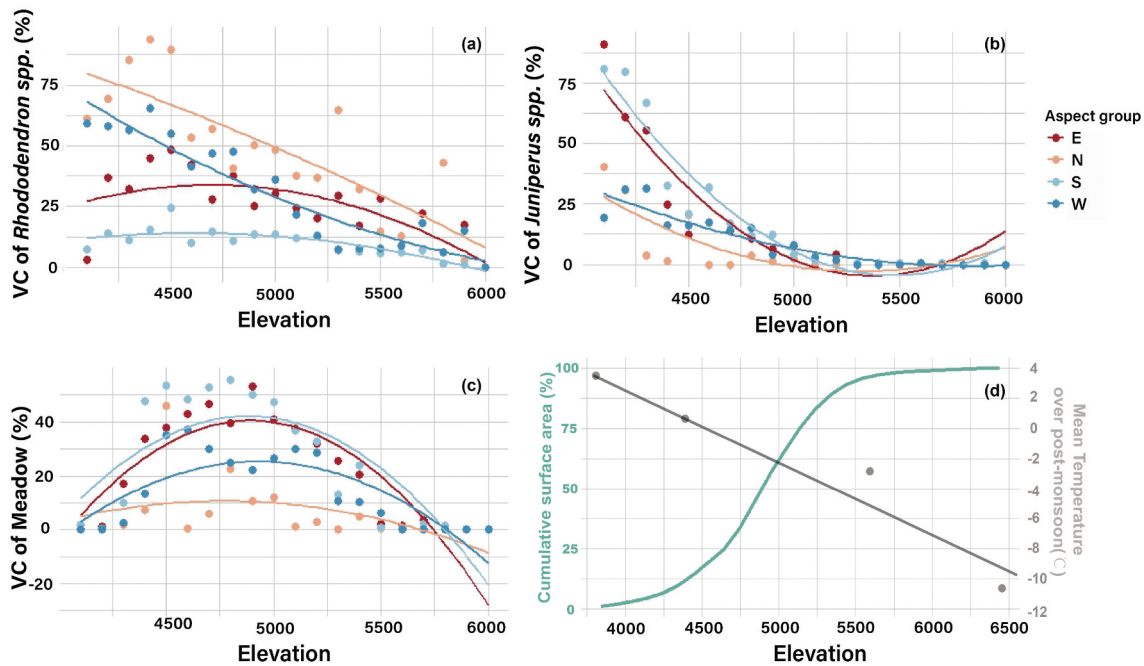 (a)
VC of Rhododendron spp. (%)
75
50
25
0
4500
5000
5500
6000
Elevation
(b)
VC of Juniperus spp. (%)
75
50
25
0
4500
5000
5500
6000
Elevation
Aspect group
E
N
S
W
(c)
VC of Meadow (%)
40
20
0
-20
4500
5000
5500
6000
Elevation
(d)
Cumulative surface area (%)
100
75
50
25
0
4000
4500
5000
5500
6000
6500
Elevation
4
2
0
-2
-4
-6
-8
-10
-12
Mean Temperature
over post-monsoon(℃)